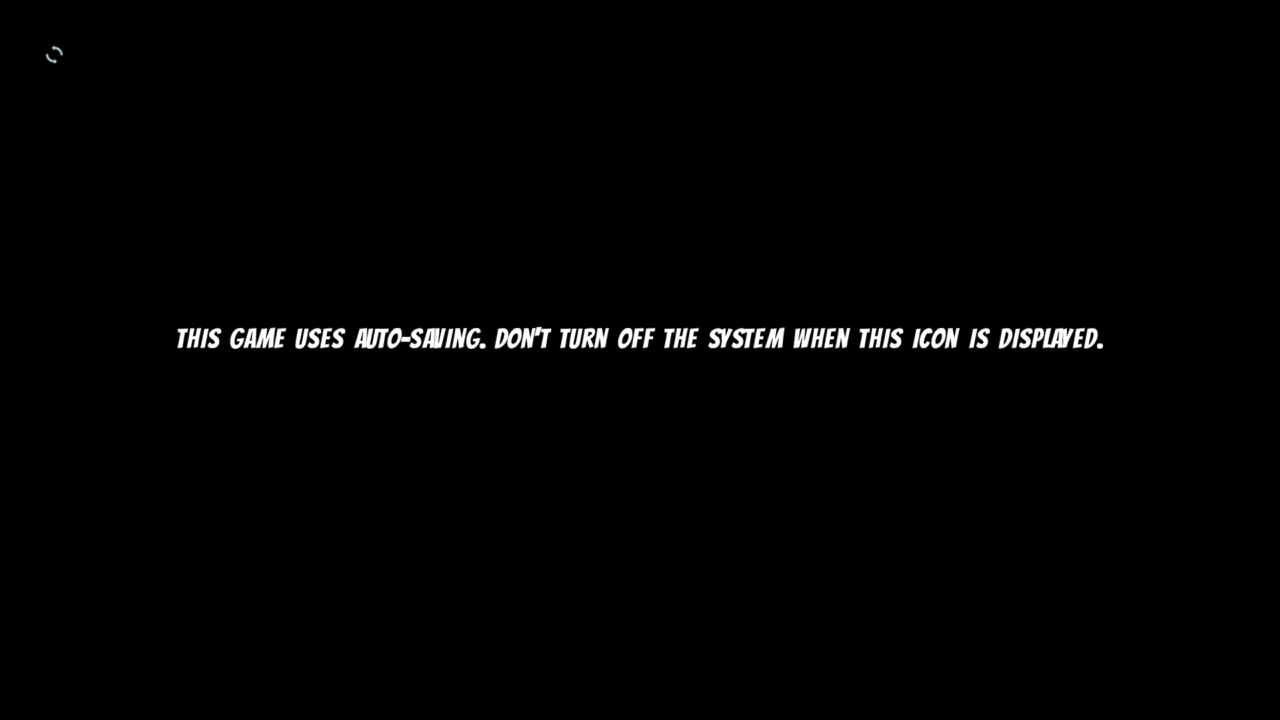 THIS GAME USES AUTO-SAVING. DON'T TURN OFF THE SYSTEM WHEN THIS ICON IS DISPLAYED.